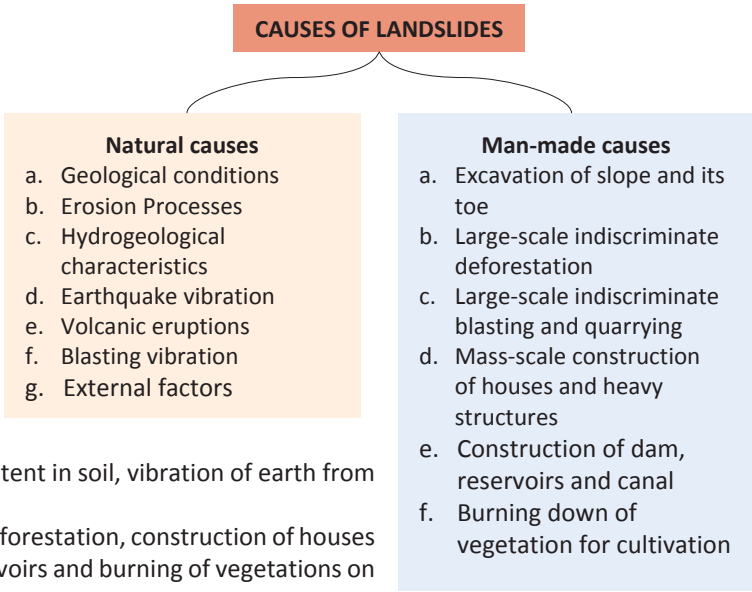 CAUSES OF LANDSLIDES
Natural causes
a. Geological conditions
b. Erosion Processes
c. Hydrogeological
characteristics
d. Earthquake vibration
e. Volcanic eruptions
f. Blasting vibration
g. External factors
Man-made causes
a. Excavation of slope and its
toe
b. Large-scale indiscriminate
deforestation
c. Large-scale indiscriminate
blasting and quarrying
d. Mass-scale construction
of houses and heavy
structures
e. Construction of dam,
reservoirs and canal
f. Burning down of
vegetation for cultivation
tent in soil, vibration of earth from
forestation, construction of houses
voirs and burning of vegetations on